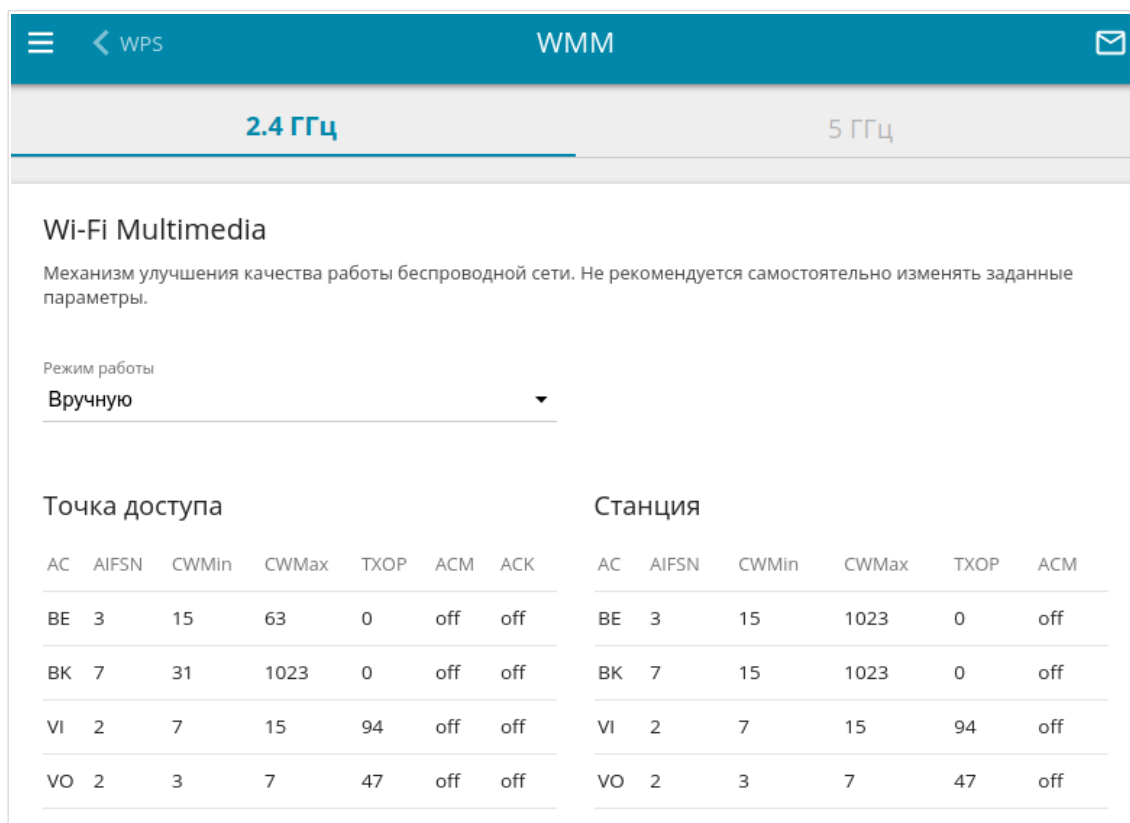 WPS
WMM
2.4 ГГц
5 ГГц
Wi-Fi Multimedia
Механизм улучшения качества работы беспроводной сети. Не рекомендуется самостоятельно изменять заданные
параметры.
Режим работы
Вручную
Точка доступа
AC AIFSN CWMin CWMax TXOP ACM ACK
BE 3 15 63 0 off off
BK 7 31 1023 0 off off
VI 2 7 15 94 off off
VO 2 3 7 47 off off
Станция
AC AIFSN CWMin CWMax TXOP ACM
BE 3 15 1023 0 off
BK 7 15 1023 0 off
VI 2 7 15 94 off
VO 2 3 7 47 off